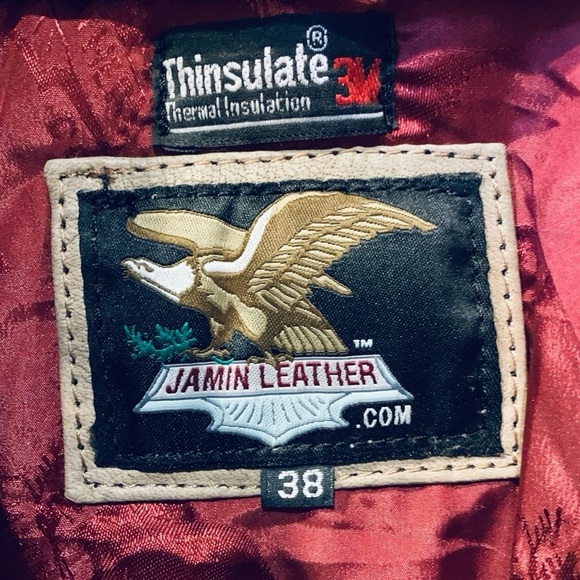 Thinsulate® 3M
Thermal Insulation
™
JAMIN LEATHER
.COM
38